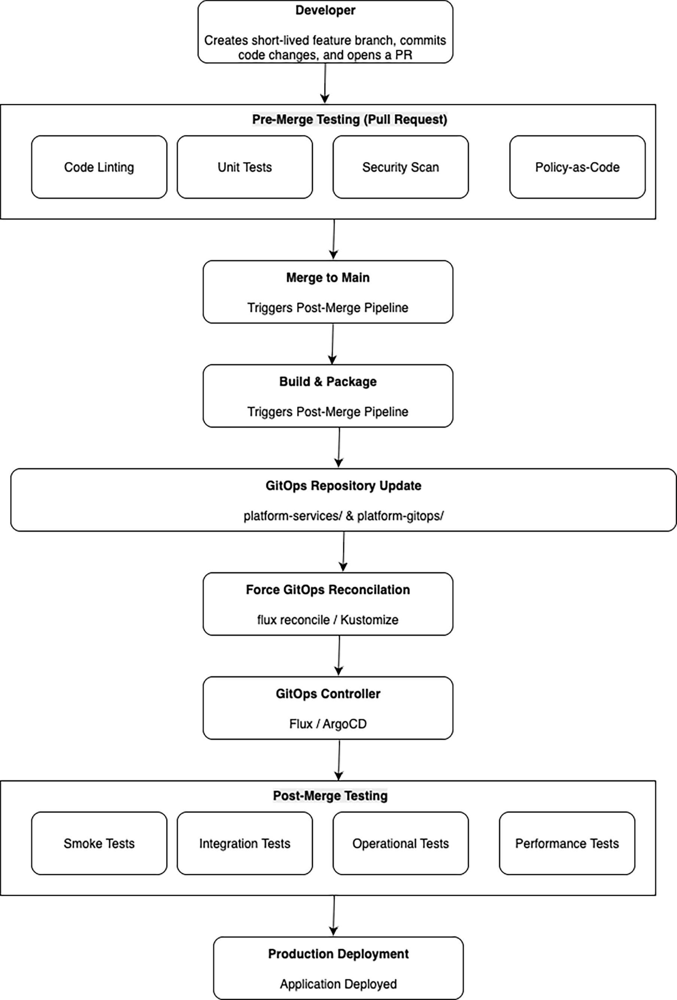 Developer
Creates short-lived feature branch, commits
code changes, and opens a PR
Pre-Merge Testing (Pull Request)
Code Linting
Unit Tests
Security Scan
Policy-as-Code
Merge to Main
Triggers Post-Merge Pipeline
Build & Package
Triggers Post-Merge Pipeline
GitOps Repository Update
platform-services/ & platform-gitops/
Force GitOps Reconcilation
flux reconcile / Kustomize
GitOps Controller
Flux / ArgoCD
Post-Merge Testing
Smoke Tests
Integration Tests
Operational Tests
Performance Tests
Production Deployment
Application Deployed